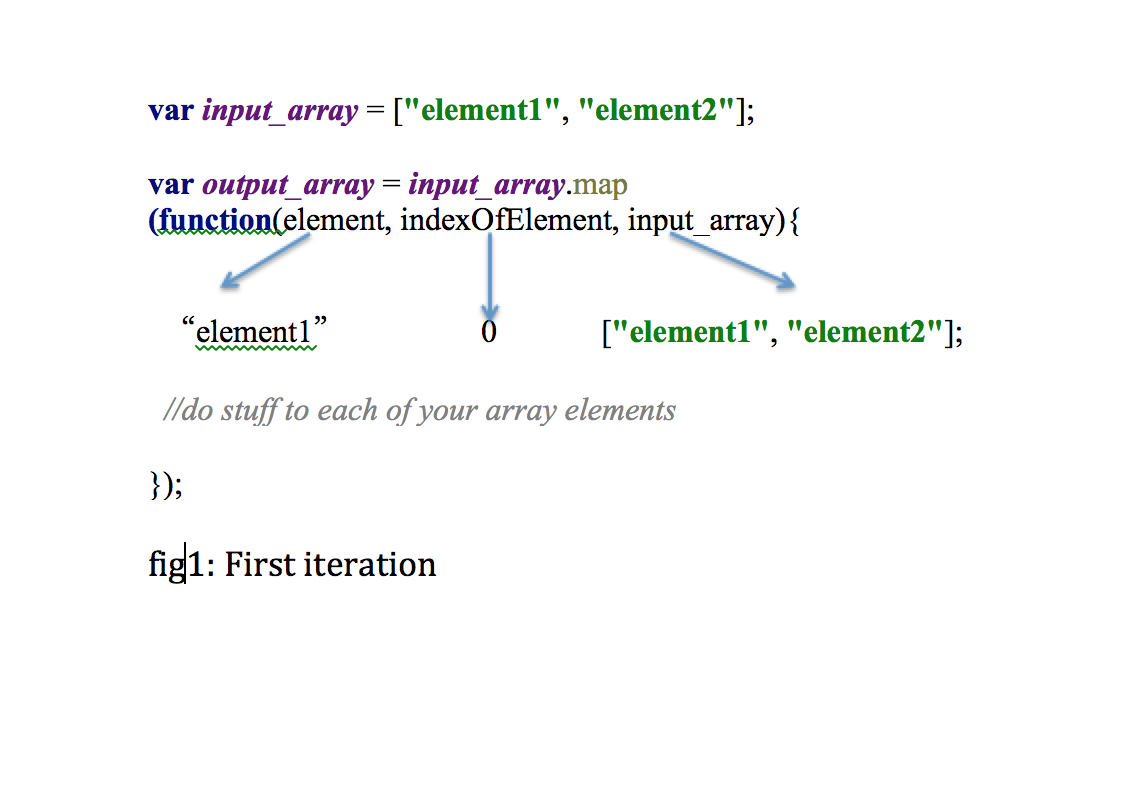 var input_array = ["element1", "element2"];
var output_array = input_array.map
(function(element, indexOfElement, input_array){
“element1” 0 ["element1", "element2"];
//do stuff to each of your array elements
});
fig1: First iteration